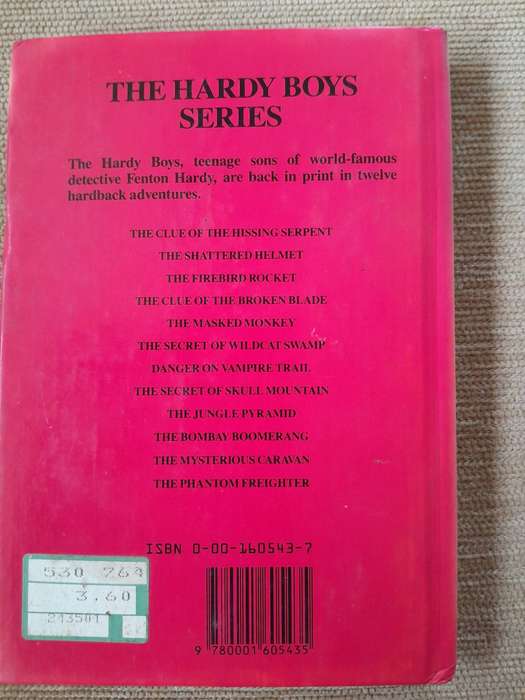 THE HARDY BOYS
SERIES
The Hardy Boys, teenage sons of world-famous
detective Fenton Hardy, are back in print in twelve
hardback adventures.
THE CLUE OF THE HISSING SERPENT
THE SHATTERED HELMET
THE FIREBIRD ROCKET
THE CLUE OF THE BROKEN BLADE
THE MASKED MONKEY
THE SECRET OF WILDCAT SWAMP
DANGER ON VAMPIRE TRAIL
THE SECRET OF SKULL MOUNTAIN
THE JUNGLE PYRAMID
THE BOMBAY BOOMERANG
THE MYSTERIOUS CARAVAN
THE PHANTOM FREIGHTER
ISBN 0-00-160543-7
530 764
3.60
243501
9 780001 605435